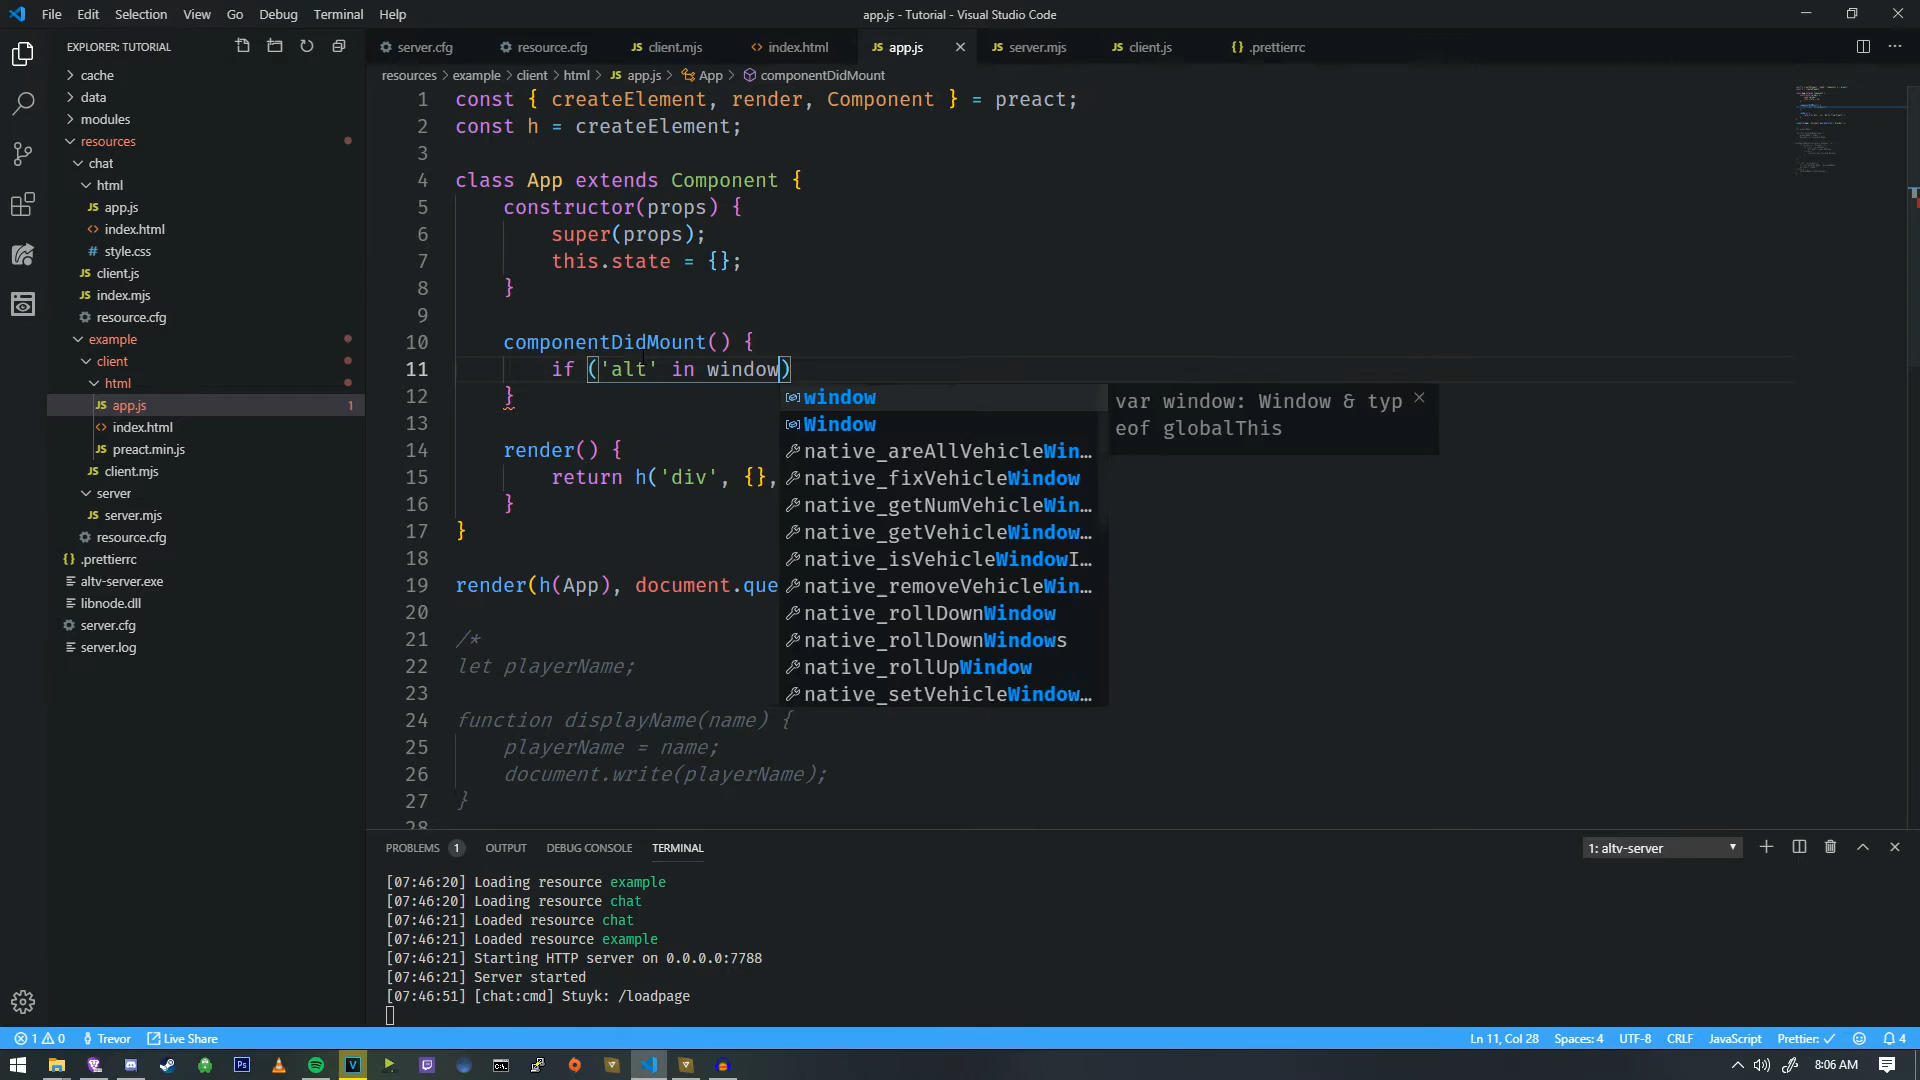 File Edit Selection View Go Debug Terminal Help
app.js - Tutorial - Visual Studio Code
EXPLORER: TUTORIAL
cache
data
modules
resources
chat
html
app.js
index.html
style.css
client.js
index.mjs
resource.cfg
example
client
html
app.js 1
index.html
preact.min.js
client.mjs
server
server.mjs
resource.cfg
.prettierrc
altv-server.exe
libnode.dll
server.cfg
server.log
server.cfg resource.cfg client.mjs index.html app.js server.mjs client.js .prettierrc
resources > example > client > html > app.js > App > componentDidMount
1 const { createElement, render, Component } = preact;
2 const h = createElement;
3
4 class App extends Component {
5 constructor(props) {
6 super(props);
7 this.state = {};
8 }
9
10 componentDidMount() {
11 if ('alt' in window)
12 }
13
14 render() {
15 return h('div', {},
16 }
17 }
18
19 render(h(App), document.que
20
21 /*
22 let playerName;
23
24 function displayName(name) {
25 playerName = name;
26 document.write(playerName);
27 }
28
window
Window
native_areAllVehicleWin…
native_fixVehicleWindow
native_getNumVehicleWin…
native_getVehicleWindow…
native_isVehicleWindowI…
native_removeVehicleWin…
native_rollDownWindow
native_rollDownWindows
native_rollUpWindow
native_setVehicleWindow…
var window: Window & typ
eof globalThis
PROBLEMS 1 OUTPUT DEBUG CONSOLE TERMINAL
1: altv-server
[07:46:20] Loading resource example
[07:46:20] Loading resource chat
[07:46:21] Loaded resource chat
[07:46:21] Loaded resource example
[07:46:21] Starting HTTP server on 0.0.0.0:7788
[07:46:21] Server started
[07:46:51] [chat:cmd] Stuyk: /loadpage
1 0 Trevor Live Share
Ln 11, Col 28 Spaces: 4 UTF-8 CRLF JavaScript Prettier: ✓ 4
8:06 AM